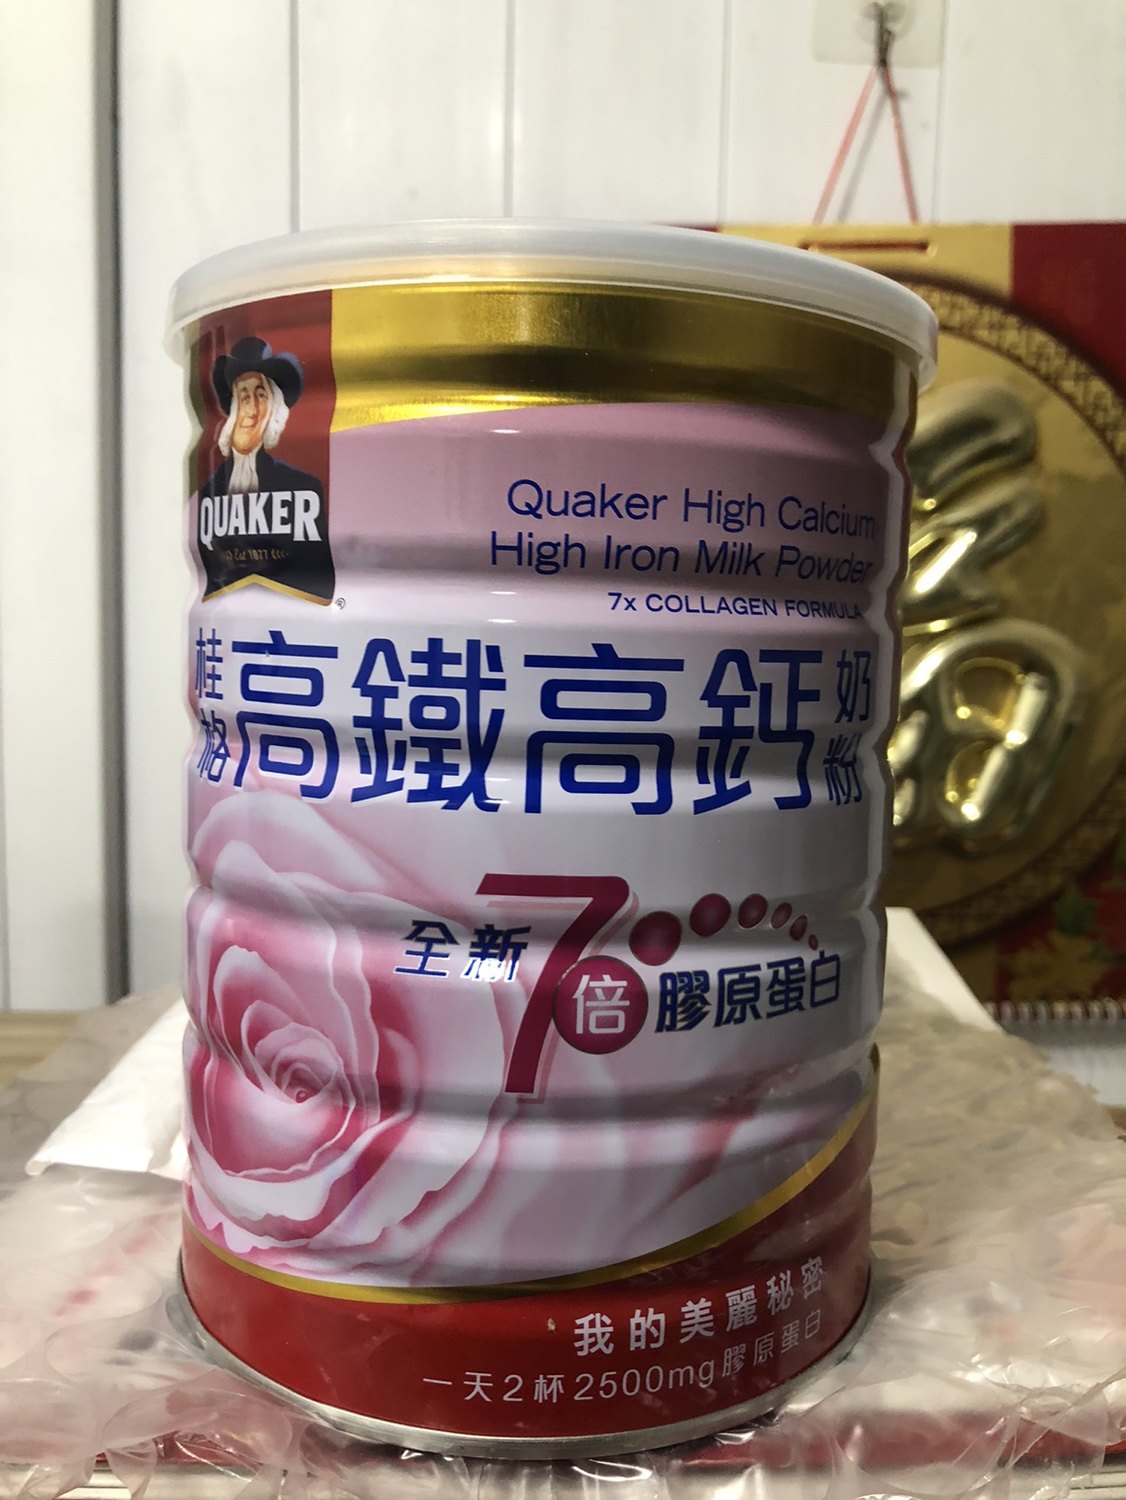 QUAKER
Est 1877
®
Quaker High Calcium
High Iron Milk Powder
7x COLLAGEN FORMULA
桂格高鐵高鈣奶粉
全新7倍膠原蛋白
我的美麗秘密
一天2杯2500mg膠原蛋白